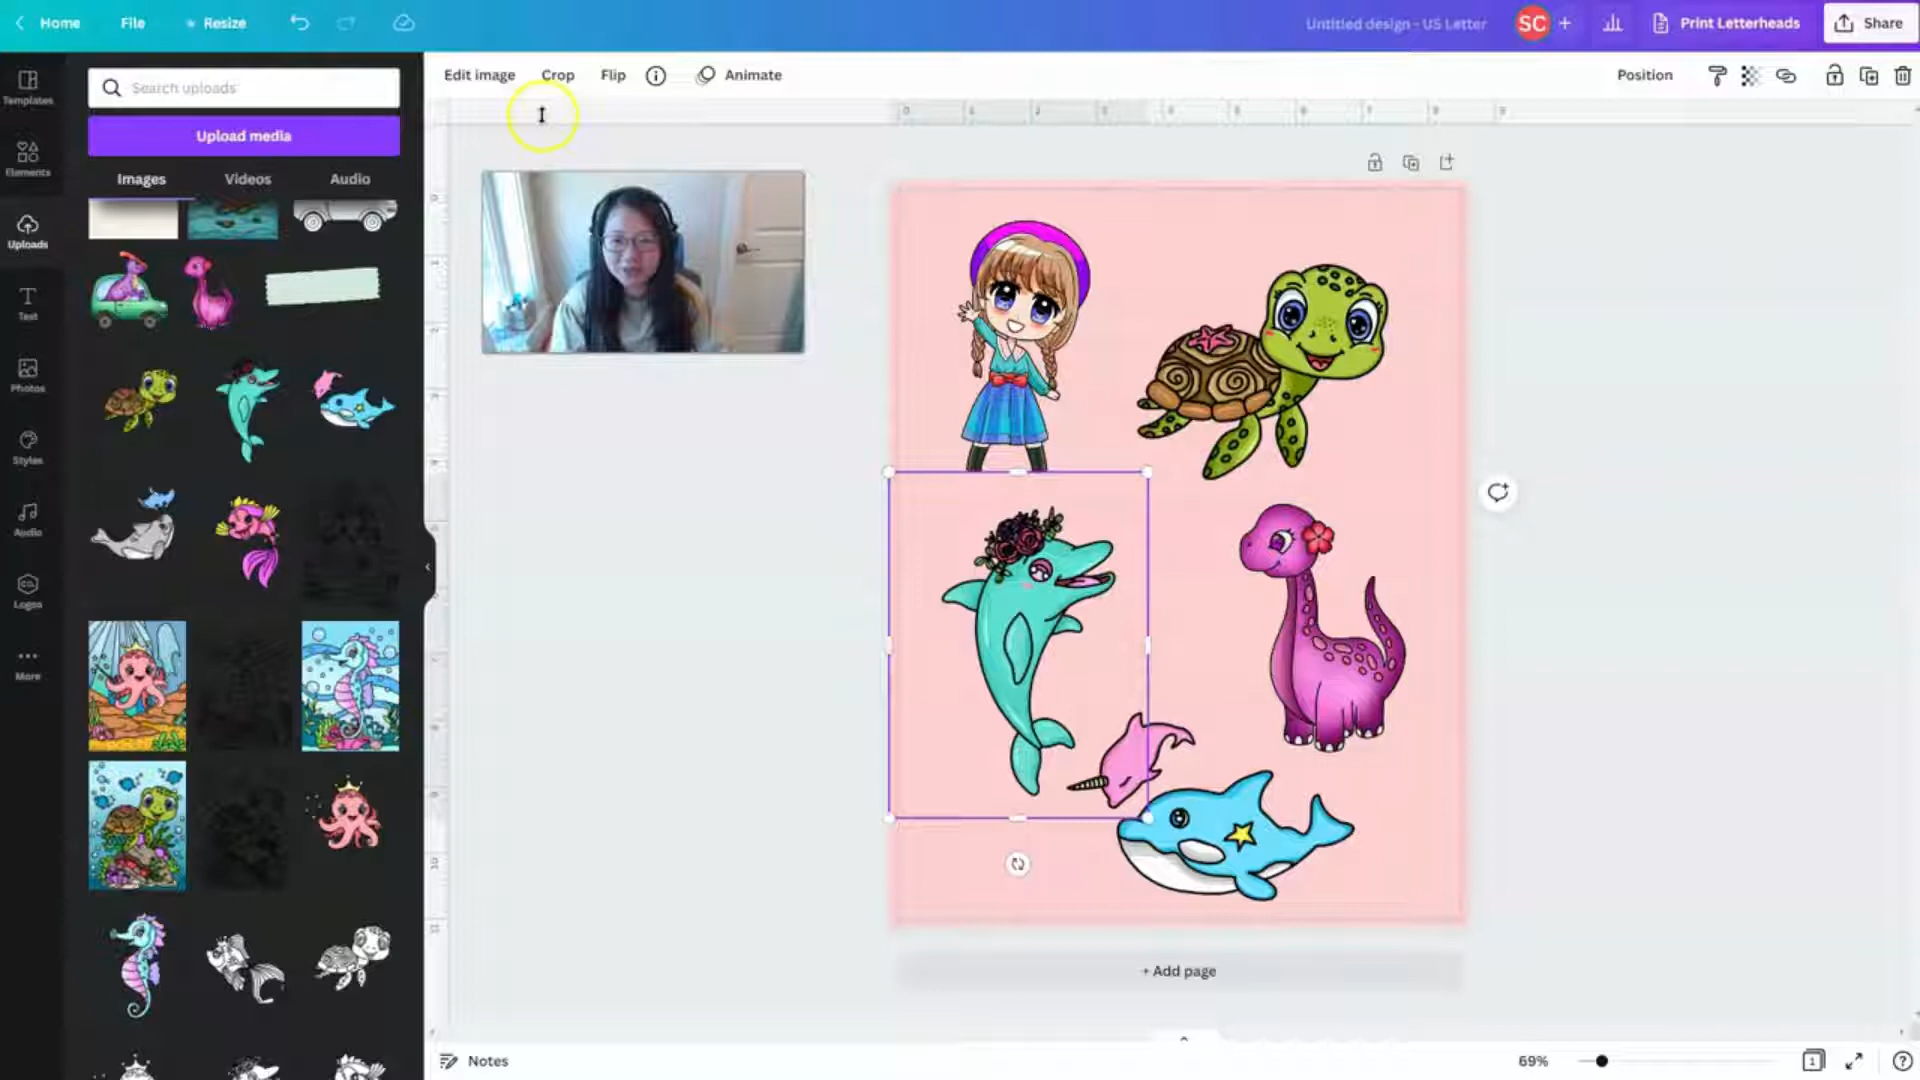 Home File Resize Untitled design - US Letter SC + Print Letterheads Share
Templates
Elements
Uploads
Text
Photos
Styles
Audio
Logos
More
Search uploads
Upload media
Images Videos Audio
Edit image Crop Flip Animate Position
+ Add page
Notes 69% 1